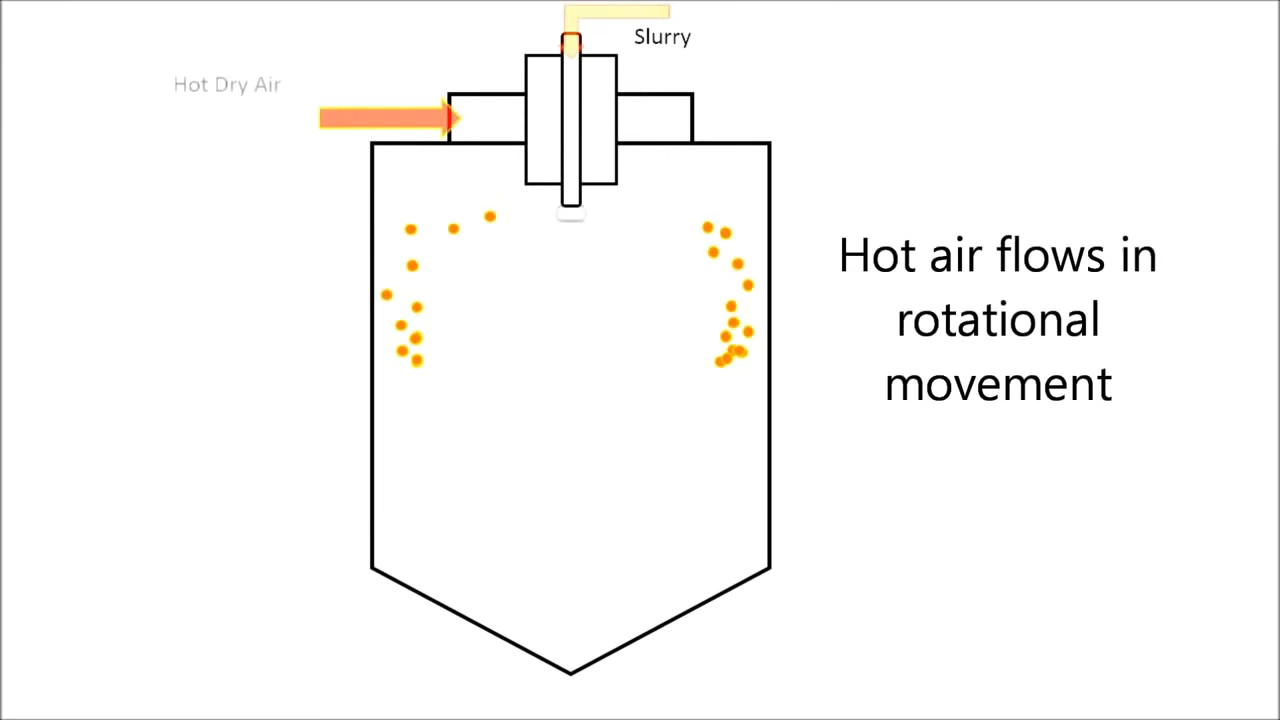 Slurry
Hot Dry Air
Hot air flows in
rotational
movement